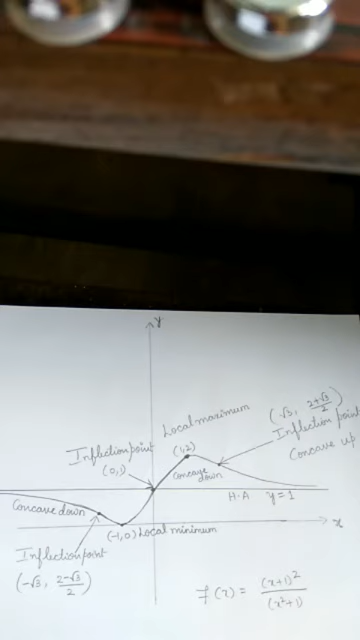 y
Local maximum
(√3, 2+√3/2)
Inflection point
Concave up
Inflection point
(0,1)
(1,2)
Concave
down
H.A y=1
Concave down
x
(-1,0) Local minimum
Inflection point
(-√3, 2-√3/2)
f(x) = (x+1)²/(x²+1)